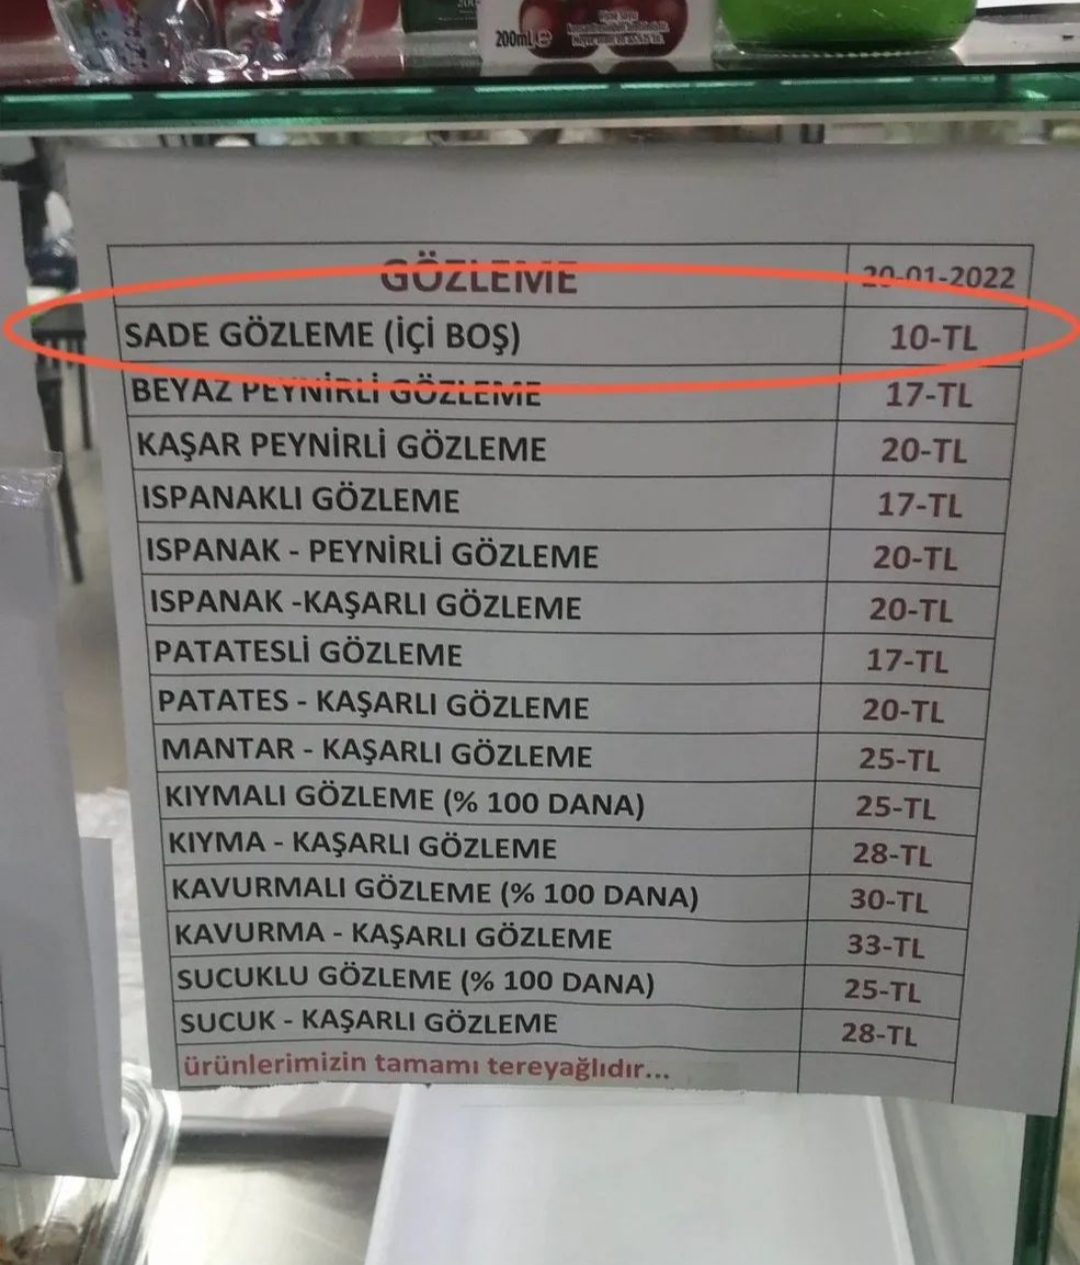 200mL
GÖZLEME 20-01-2022
SADE GÖZLEME (İÇİ BOŞ) 10-TL
BEYAZ PEYNİRLİ GÖZLEME 17-TL
KAŞAR PEYNİRLİ GÖZLEME 20-TL
ISPANAKLI GÖZLEME 17-TL
ISPANAK - PEYNİRLİ GÖZLEME 20-TL
ISPANAK -KAŞARLI GÖZLEME 20-TL
PATATESLİ GÖZLEME 17-TL
PATATES - KAŞARLI GÖZLEME 20-TL
MANTAR - KAŞARLI GÖZLEME 25-TL
KIYMALI GÖZLEME (% 100 DANA) 25-TL
KIYMA - KAŞARLI GÖZLEME 28-TL
KAVURMALI GÖZLEME (% 100 DANA) 30-TL
KAVURMA - KAŞARLI GÖZLEME 33-TL
SUCUKLU GÖZLEME (% 100 DANA) 25-TL
SUCUK - KAŞARLI GÖZLEME 28-TL
ürünlerimizin tamamı tereyağlıdır...